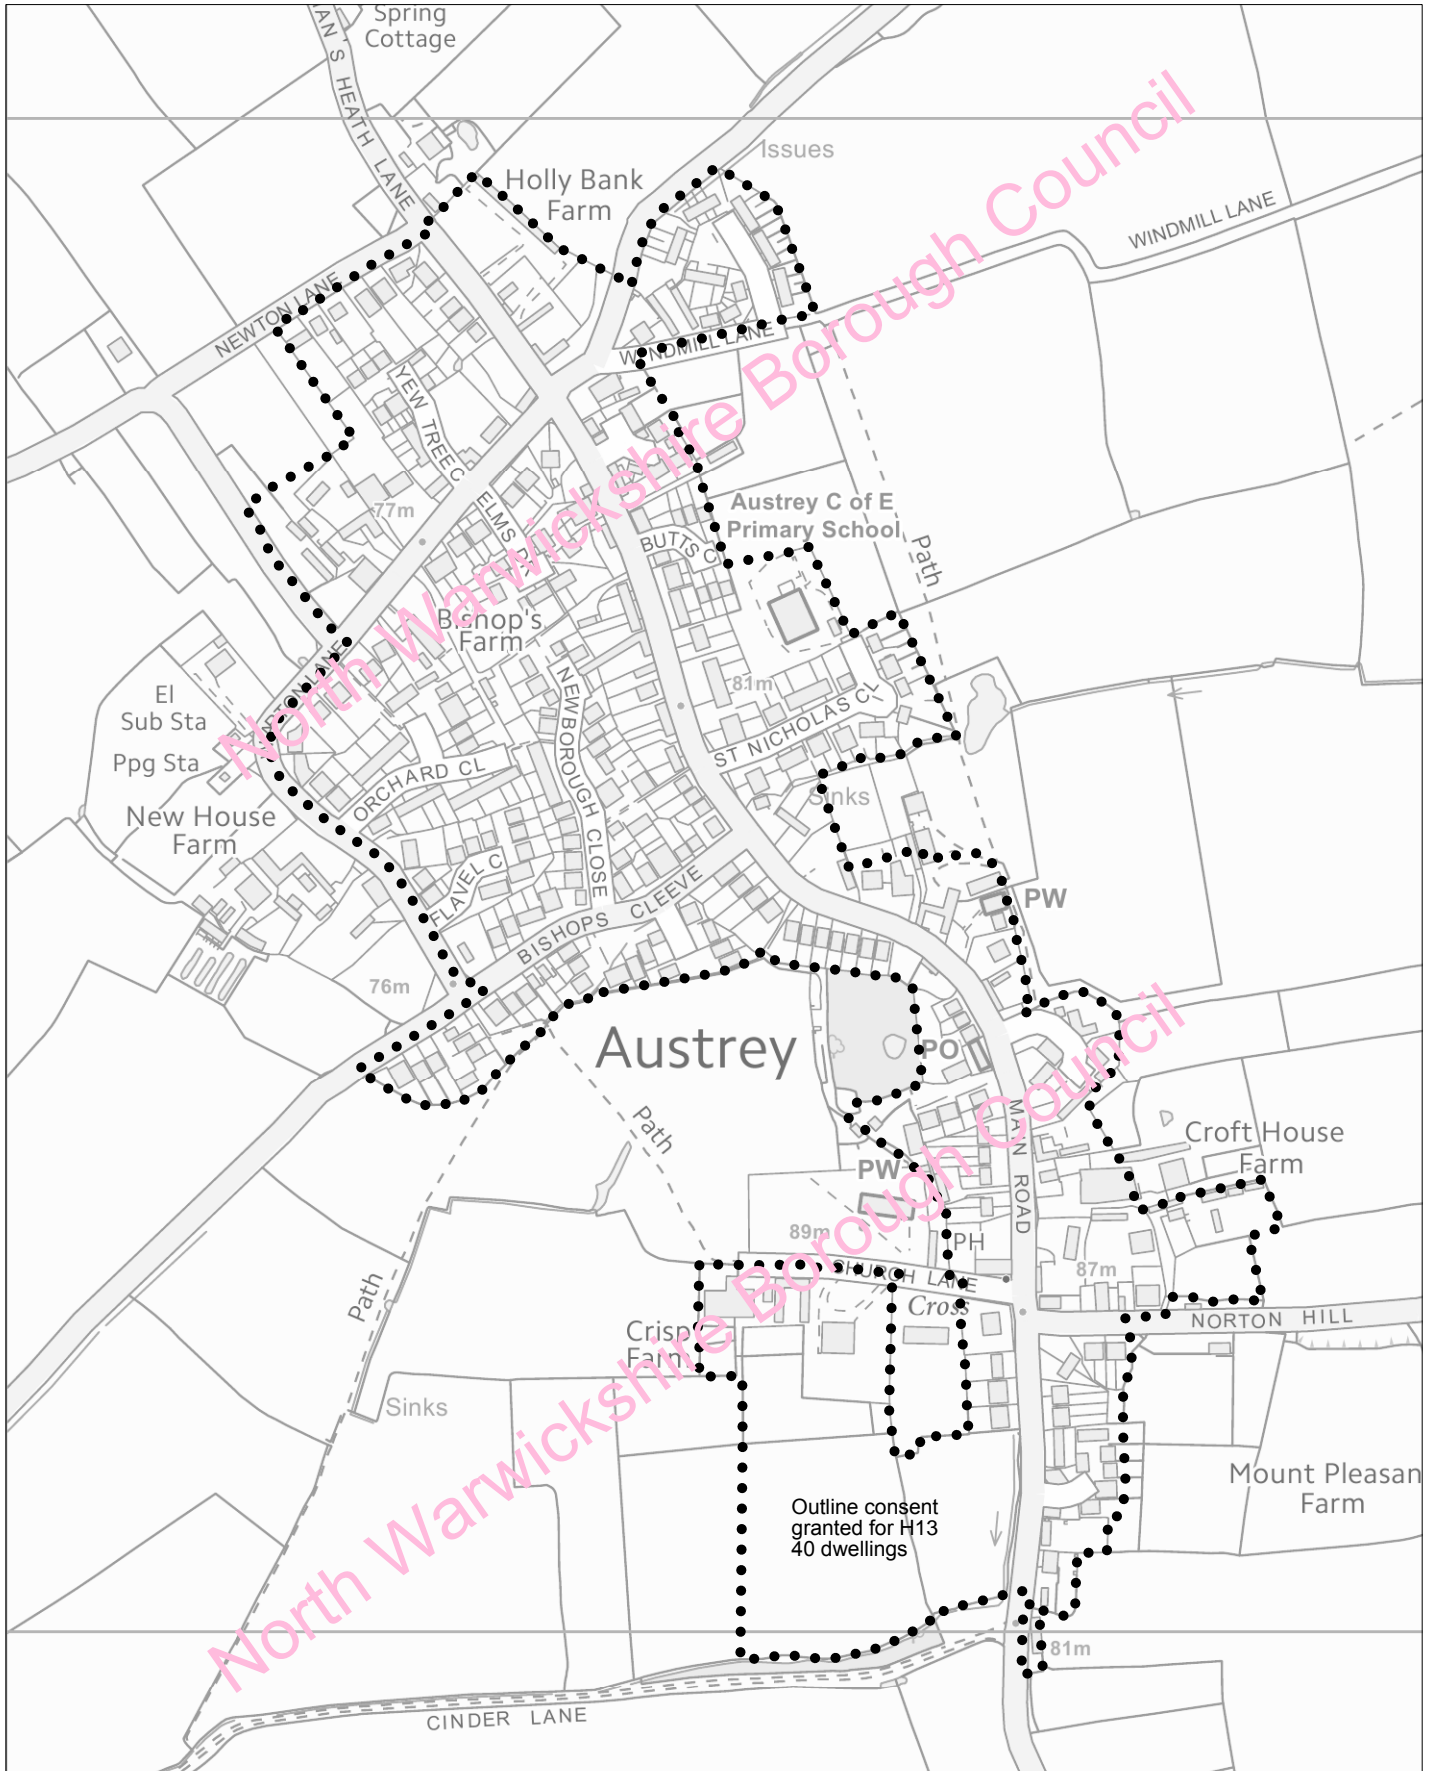 Spring
Cottage
AN'S HEATH LANE
Issues
Holly Bank
Farm
WINDMILL LANE
NEWTON LANE
WINDMILL LANE
YEW TREE C
Austrey C of E
Primary School
77m
ELMS D
BUTTS C
Path
Bishop's
Farm
El
Sub Sta
Ppg Sta
81m
NEWBOROUGH CLOSE
ST NICHOLAS CL
ORCHARD CL
Sinks
New House
Farm
FLAVEL C
BISHOPS CLEEVE
PW
76m
Austrey
PO
Path
MAIN ROAD
Croft House
Farm
PW
89m
PH
87m
CHURCH LANE
Cross
Path
Crisp
Farm
NORTON HILL
Sinks
Mount Pleasan
Farm
Outline consent
granted for H13
40 dwellings
81m
CINDER LANE
North Warwickshire Borough Council
North Warwickshire Borough Council